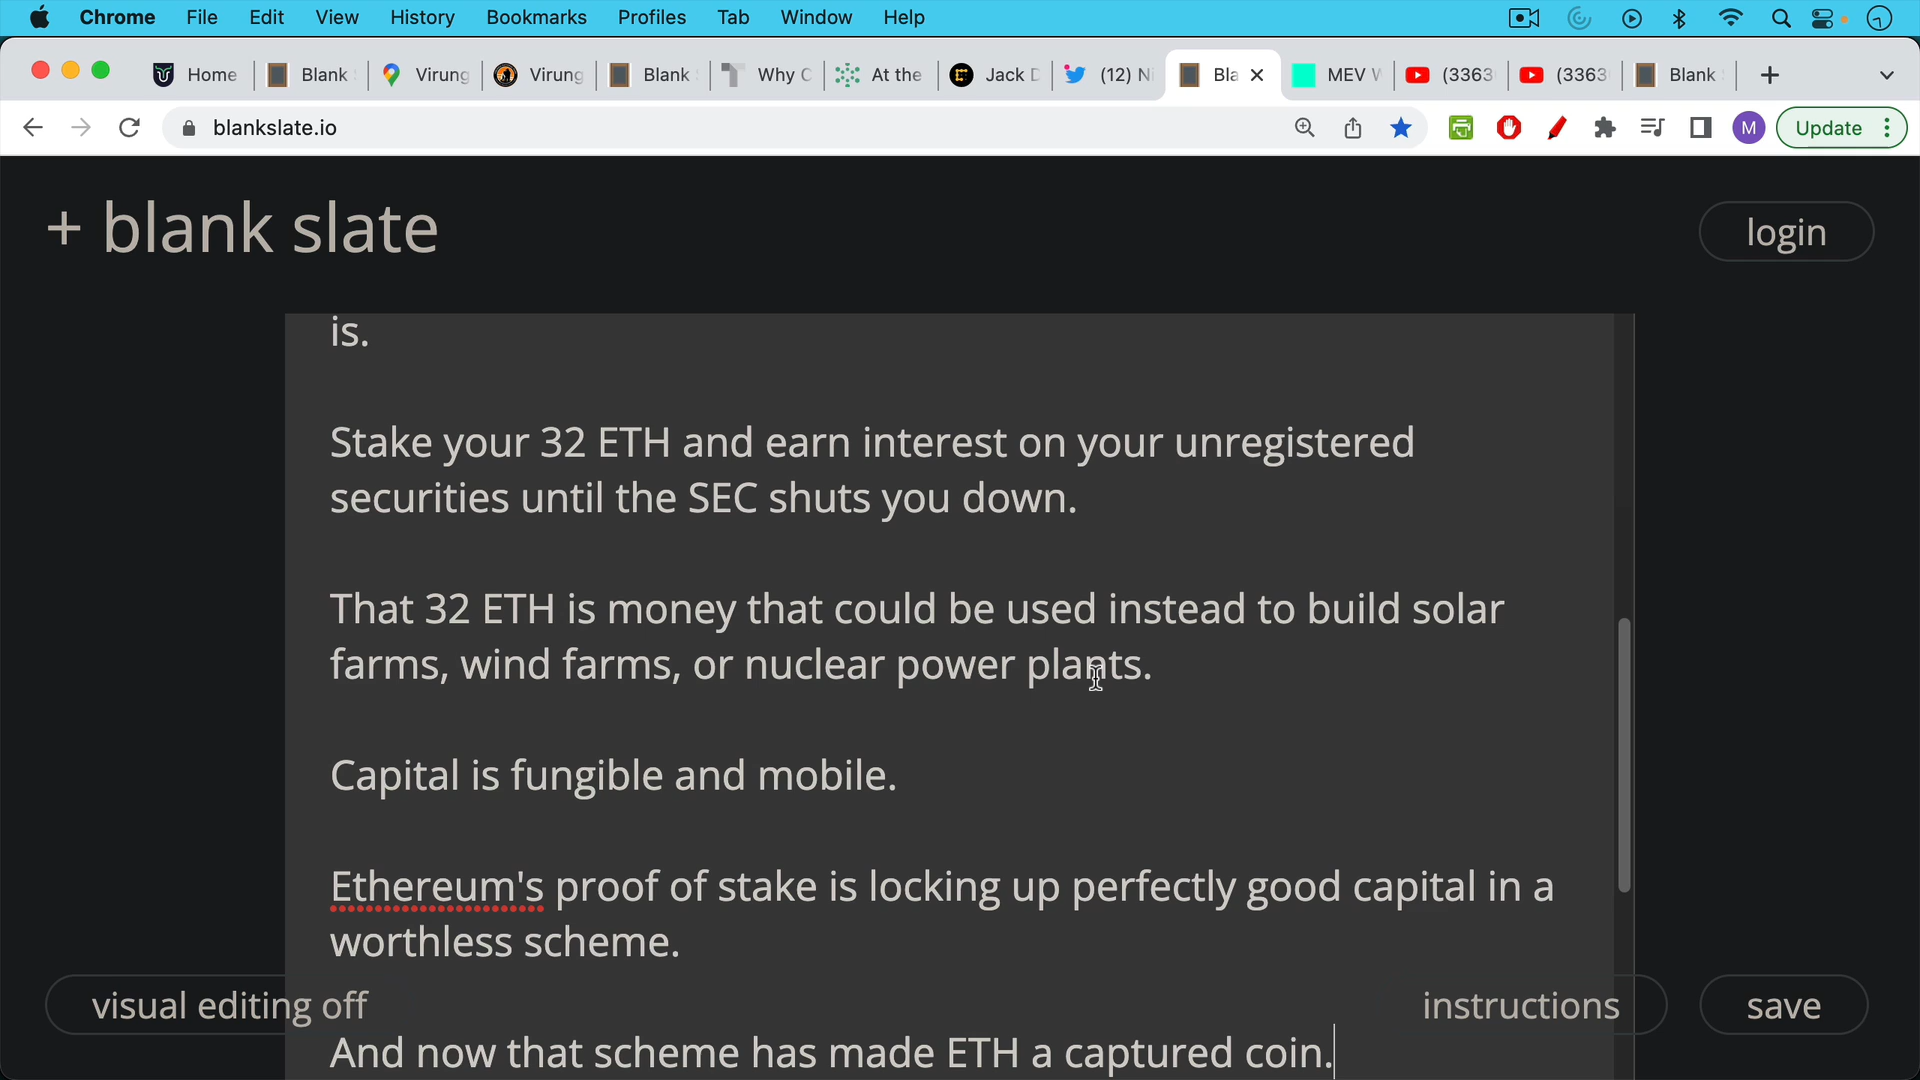 Chrome File Edit View History Bookmarks Profiles Tab Window Help
Home Blank Virung Virung Blank Why C At the Jack D (12) Ni Bla MEV W (3363 (3363 Blank
blankslate.io M Update
+ blank slate login
is.
Stake your 32 ETH and earn interest on your unregistered
securities until the SEC shuts you down.
That 32 ETH is money that could be used instead to build solar
farms, wind farms, or nuclear power plants.
Capital is fungible and mobile.
Ethereum's proof of stake is locking up perfectly good capital in a
worthless scheme.
visual editing off instructions save
And now that scheme has made ETH a captured coin.